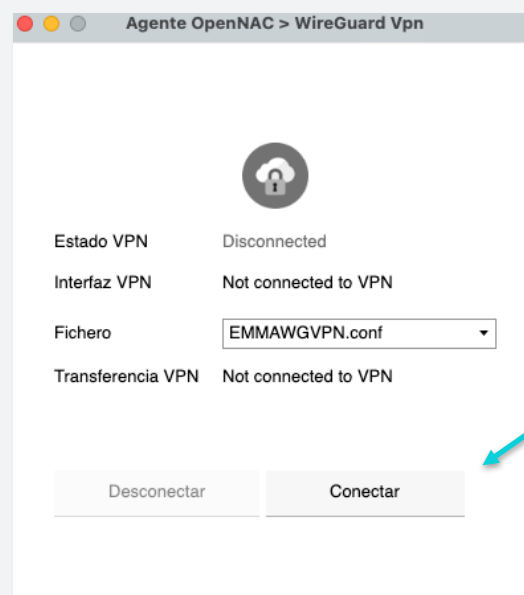 Agente OpenNAC > WireGuard Vpn
Estado VPN Disconnected
Interfaz VPN Not connected to VPN
Fichero EMMAWGVPN.conf
Transferencia VPN Not connected to VPN
Desconectar Conectar